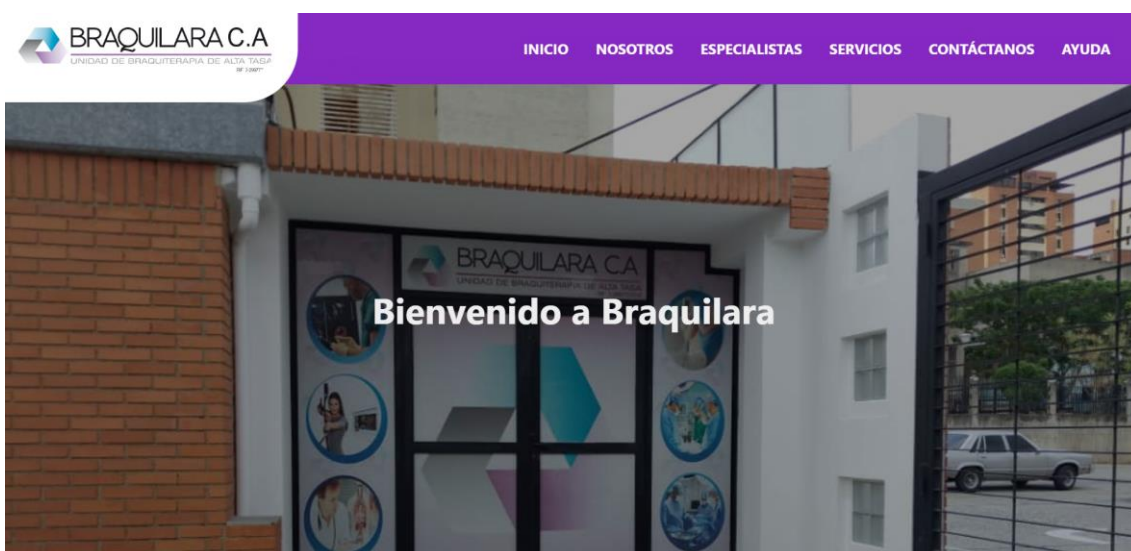 BRAQUILARA C.A
UNIDAD DE BRAQUITERAPIA DE ALTA TASA
INICIO
NOSOTROS
ESPECIALISTAS
SERVICIOS
CONTÁCTANOS
AYUDA
BRAQUILARA C.A
UNIDAD DE BRAQUITERAPIA DE ALTA TASA
Bienvenido a Braquilara